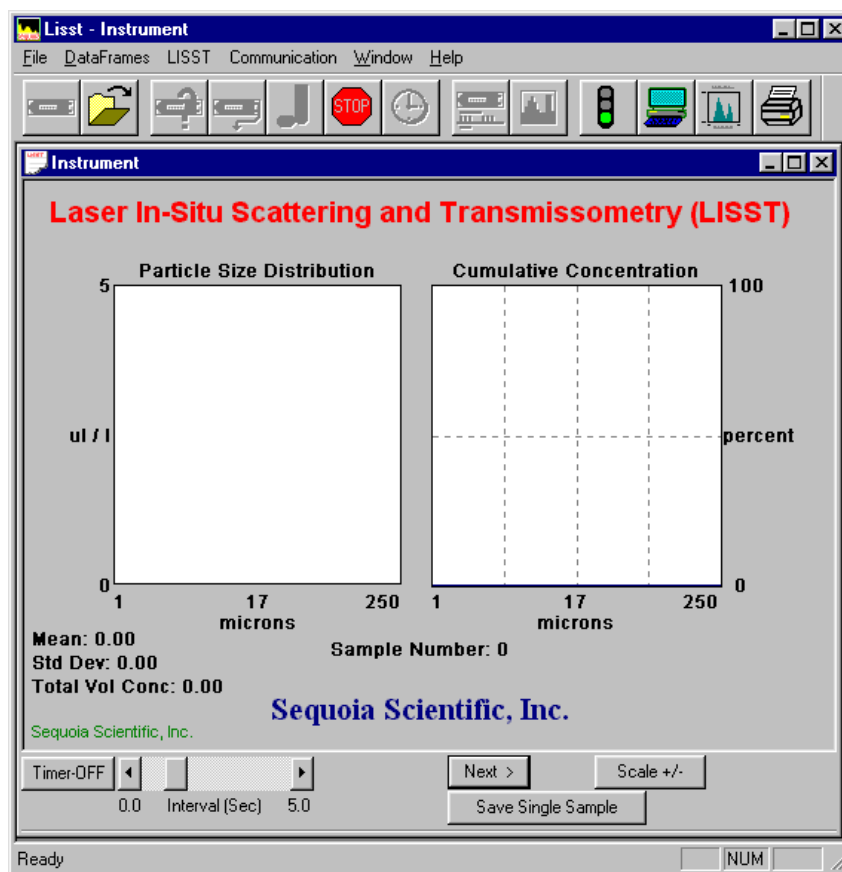 Lisst - Instrument
File DataFrames LISST Communication Window Help
STOP
Instrument
Laser In-Situ Scattering and Transmissometry (LISST)
Particle Size Distribution Cumulative Concentration
5 100
ul / l percent
0 0
1 17 250 1 17 250
microns microns
Mean: 0.00
Sample Number: 0
Std Dev: 0.00
Total Vol Conc: 0.00
Sequoia Scientific, Inc.
Sequoia Scientific, Inc.
Timer-OFF Next > Scale +/-
0.0 Interval (Sec) 5.0 Save Single Sample
Ready NUM